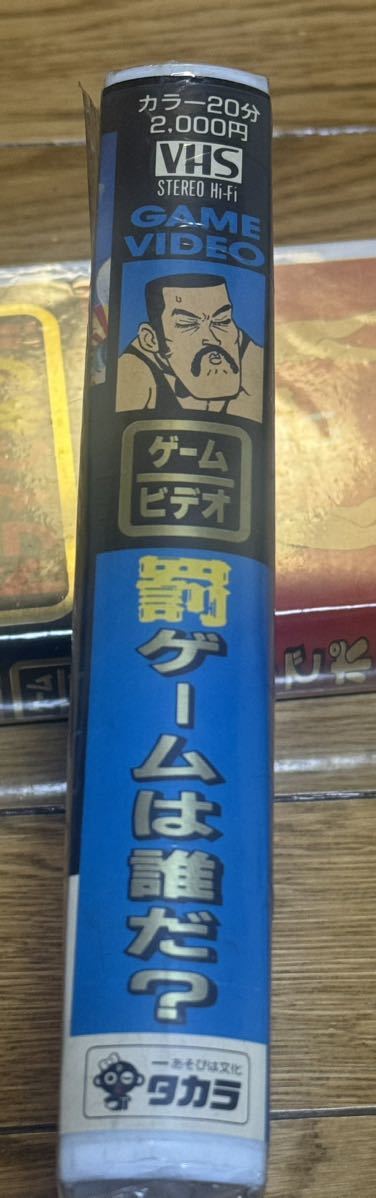 カラー20分
2,000円
VHS
STEREO Hi-Fi
GAME
VIDEO
ゲーム
ビデオ
罰ゲームは誰だ?
あそびは文化
タカラ